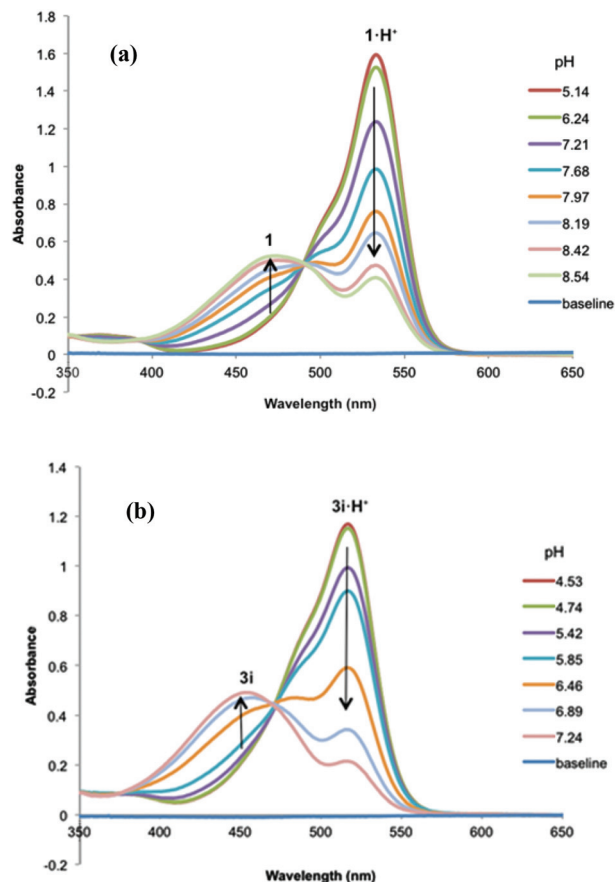 (a)
1·H⁺
1
pH
5.14
6.24
7.21
7.68
7.97
8.19
8.42
8.54
baseline
1.8
1.6
1.4
1.2
1
0.8
0.6
0.4
0.2
0
-0.2
Absorbance
350 400 450 500 550 600 650
Wavelength (nm)
(b)
3i·H⁺
3i
pH
4.53
4.74
5.42
5.85
6.46
6.89
7.24
baseline
1.4
1.2
1
0.8
0.6
0.4
0.2
0
-0.2
Absorbance
350 400 450 500 550 600 650
Wavelength (nm)